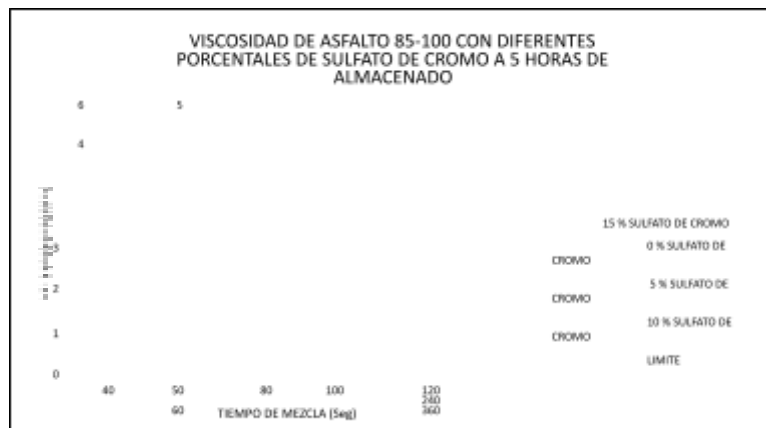 VISCOSIDAD DE ASFALTO 85-100 CON DIFERENTES
PORCENTALES DE SULFATO DE CROMO A 5 HORAS DE
ALMACENADO
6 5
4
15 % SULFATO DE CROMO
3
0 % SULFATO DE
CROMO
5 % SULFATO DE
2
CROMO
10 % SULFATO DE
1
CROMO
LIMITE
0
40 50 80 100 120
240
60 TIEMPO DE MEZCLA (Seg) 360